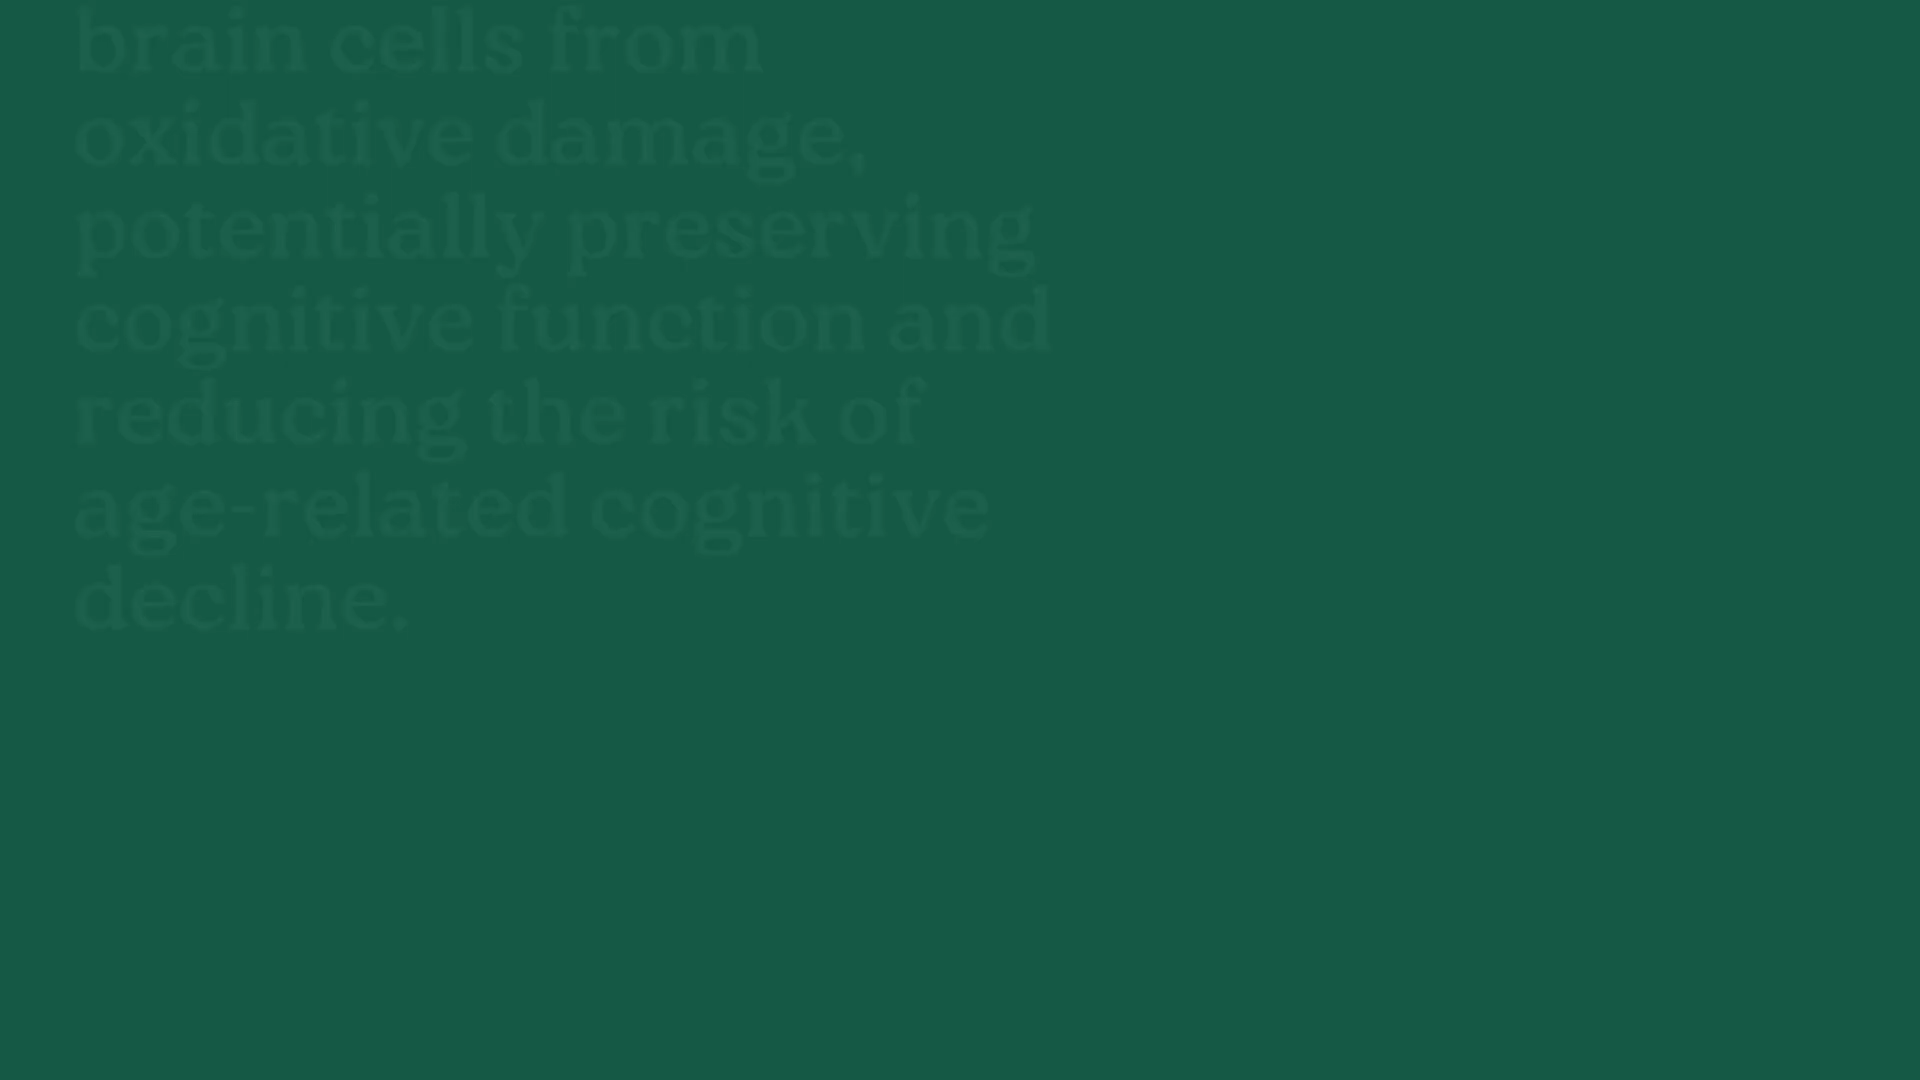 brain cells from
oxidative damage,
potentially preserving
cognitive function and
reducing the risk of
age-related cognitive
decline.